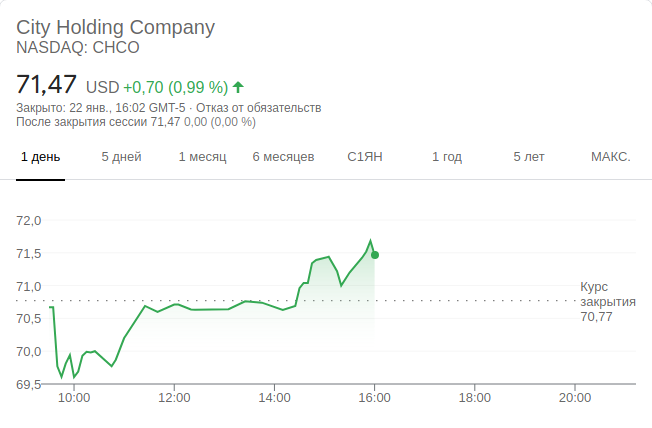 City Holding Company
NASDAQ: CHCO
71,47 USD +0,70 (0,99 %)
Закрыто: 22 янв., 16:02 GMT-5 · Отказ от обязательств
После закрытия сессии 71,47 0,00 (0,00 %)
1 день 5 дней 1 месяц 6 месяцев С1ЯН 1 год 5 лет МАКС.
72,0
71,5
71,0
70,5
70,0
69,5
Курс
закрытия
70,77
10:00 12:00 14:00 16:00 18:00 20:00